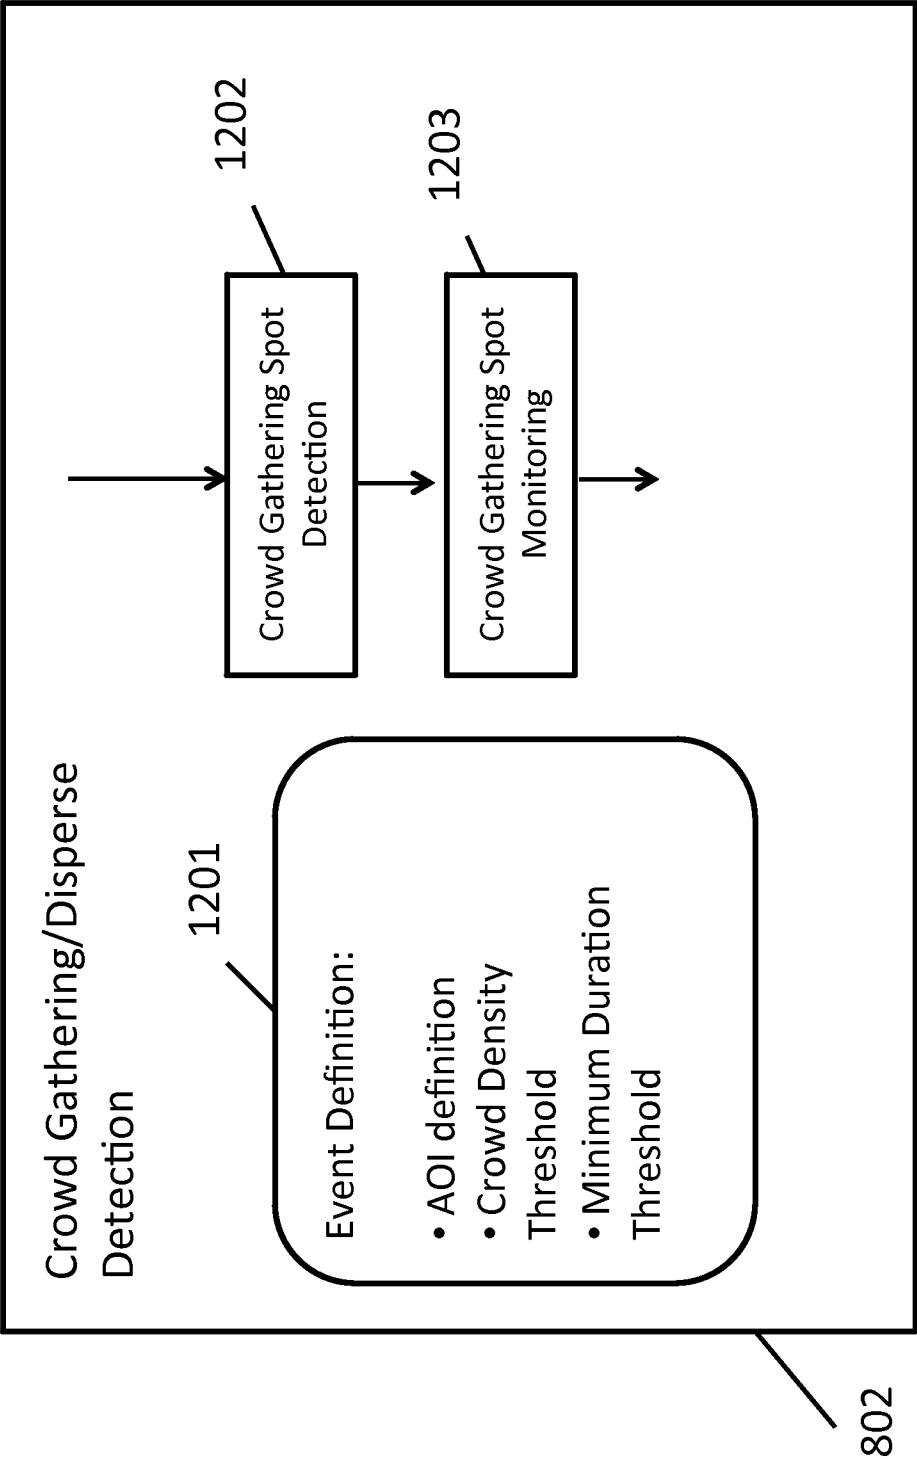 Crowd Gathering/Disperse
Detection
1201
Event Definition:
• AOI definition
• Crowd Density
Threshold
• Minimum Duration
Threshold
1202
Crowd Gathering Spot
Detection
1203
Crowd Gathering Spot
Monitoring
802